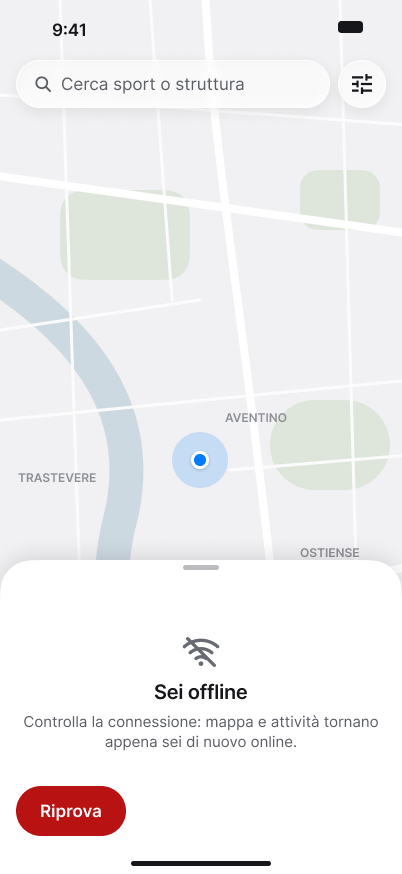 9:41
Cerca sport o struttura
AVENTINO
TRASTEVERE
OSTIENSE
Sei offline
Controlla la connessione: mappa e attività tornano
appena sei di nuovo online.
Riprova